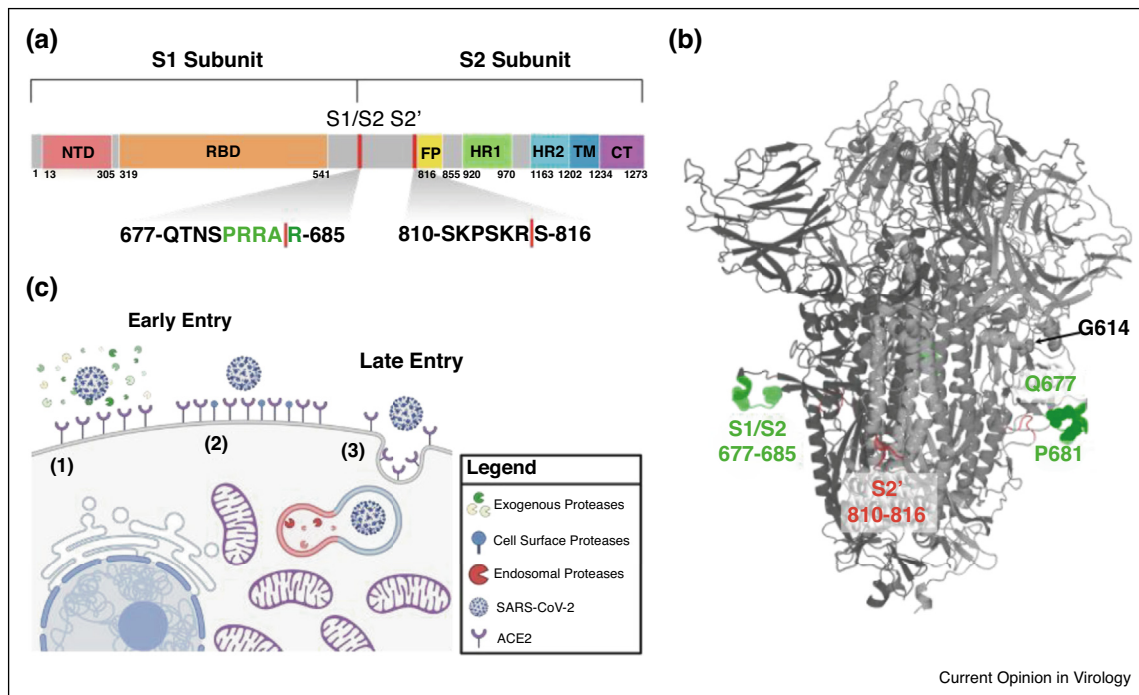 (a)
S1 Subunit
S2 Subunit
S1/S2 S2'
NTD
RBD
FP
HR1
HR2
TM
CT
1 13 305 319 541 816 855 920 970 1163 1202 1234 1273
677-QTNSPRRA|R-685
810-SKPSKR|S-816
(b)
G614
Q677
P681
S1/S2
677-685
S2'
810-816
(c)
Early Entry
Late Entry
(1)
(2)
(3)
Legend
Exogenous Proteases
Cell Surface Proteases
Endosomal Proteases
SARS-CoV-2
ACE2
Current Opinion in Virology